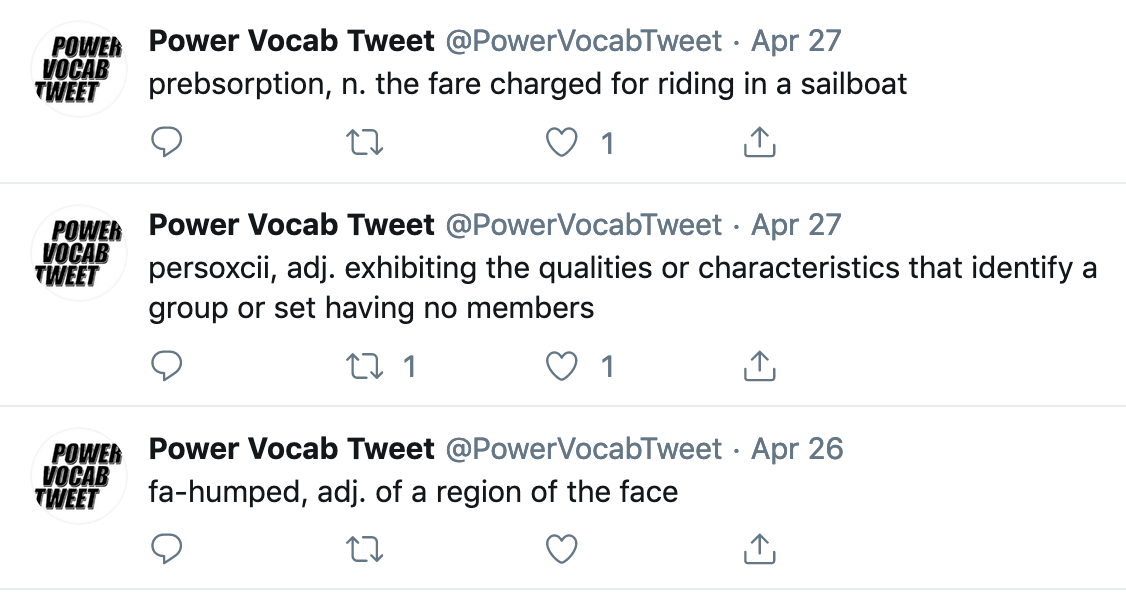 POWER
VOCAB
TWEET
Power Vocab Tweet @PowerVocabTweet · Apr 27
prebsorption, n. the fare charged for riding in a sailboat
1
POWER
VOCAB
TWEET
Power Vocab Tweet @PowerVocabTweet · Apr 27
persoxcii, adj. exhibiting the qualities or characteristics that identify a
group or set having no members
1 1
POWER
VOCAB
TWEET
Power Vocab Tweet @PowerVocabTweet · Apr 26
fa-humped, adj. of a region of the face